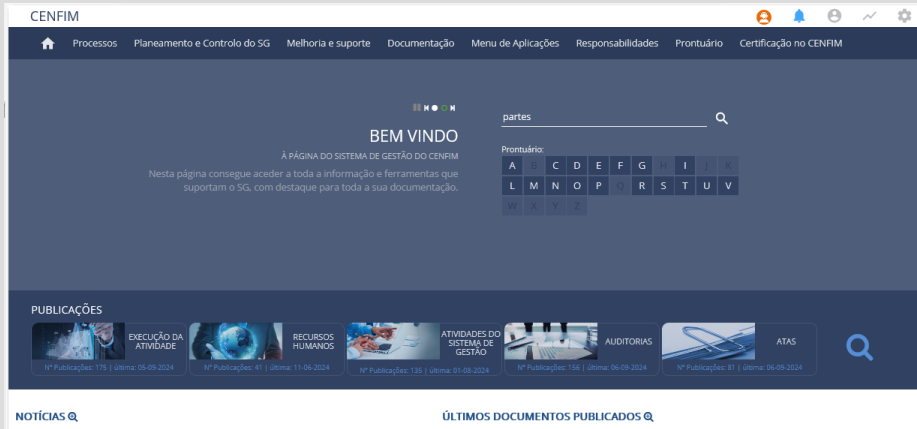 CENFIM
Processos Planeamento e Controlo do SG Melhoria e suporte Documentação Menu de Aplicações Responsabilidades Prontuário Certificação no CENFIM
BEM VINDO
À PÁGINA DO SISTEMA DE GESTÃO DO CENFIM
Nesta página consegue aceder a toda a informação e ferramentas que
suportam o SG, com destaque para toda a sua documentação.
partes
Prontuário:
A B C D E F G H I J K
L M N O P Q R S T U V
W X Y Z
PUBLICAÇÕES
EXECUÇÃO DA
ATIVIDADE
Nº Publicações: 175 | última: 05-09-2024
RECURSOS
HUMANOS
Nº Publicações: 41 | última: 11-06-2024
ATIVIDADES DO
SISTEMA DE
GESTÃO
Nº Publicações: 135 | última: 01-08-2024
AUDITORIAS
Nº Publicações: 156 | última: 06-09-2024
ATAS
Nº Publicações: 81 | última: 06-09-2024
NOTÍCIAS
ÚLTIMOS DOCUMENTOS PUBLICADOS